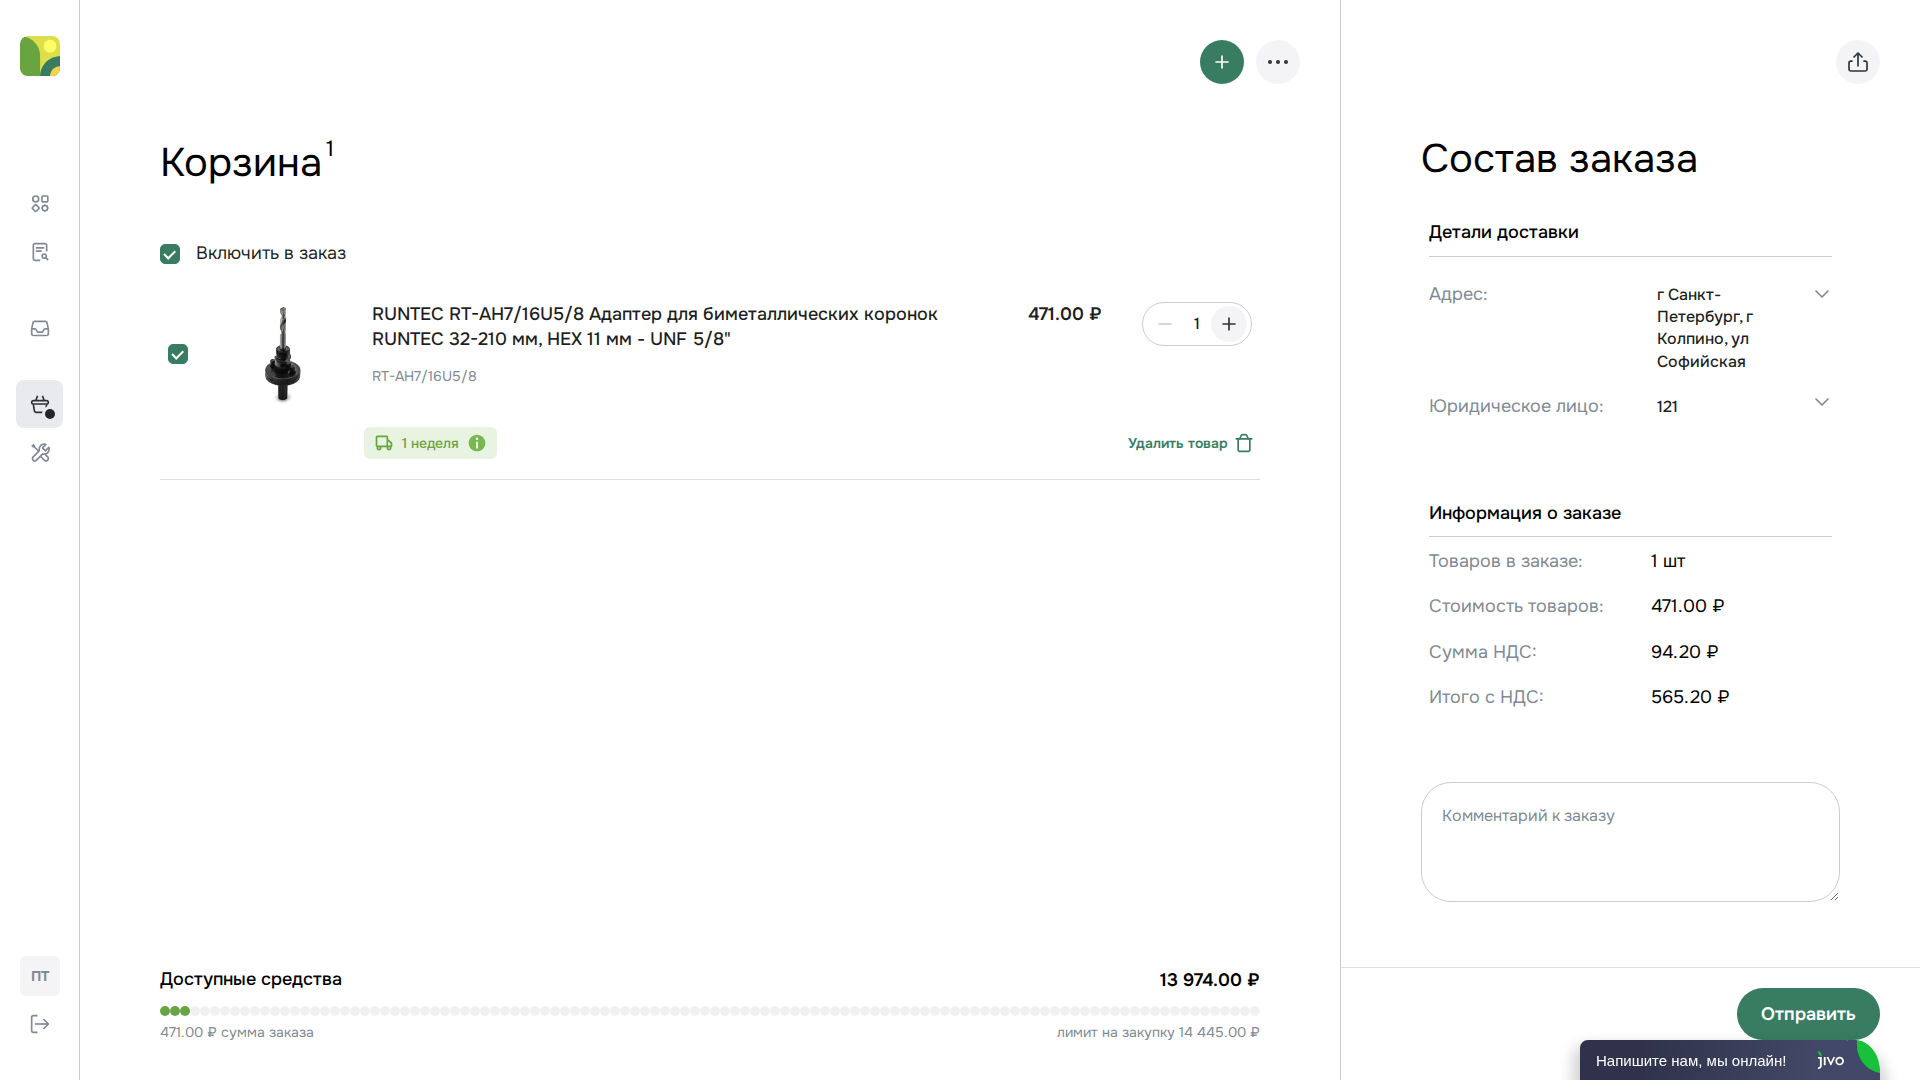 Корзина 1
Включить в заказ
RUNTEC RT-AH7/16U5/8 Адаптер для биметаллических коронок
RUNTEC 32-210 мм, HEX 11 мм - UNF 5/8"
471.00 ₽
1
RT-AH7/16U5/8
1 неделя
Удалить товар
Доступные средства
13 974.00 ₽
471.00 ₽ сумма заказа
лимит на закупку 14 445.00 ₽
ПТ
Состав заказа
Детали доставки
Адрес:
г Санкт-
Петербург, г
Колпино, ул
Софийская
Юридическое лицо:
121
Информация о заказе
Товаров в заказе:
1 шт
Стоимость товаров:
471.00 ₽
Сумма НДС:
94.20 ₽
Итого с НДС:
565.20 ₽
Комментарий к заказу
Отправить
Напишите нам, мы онлайн!
jivo